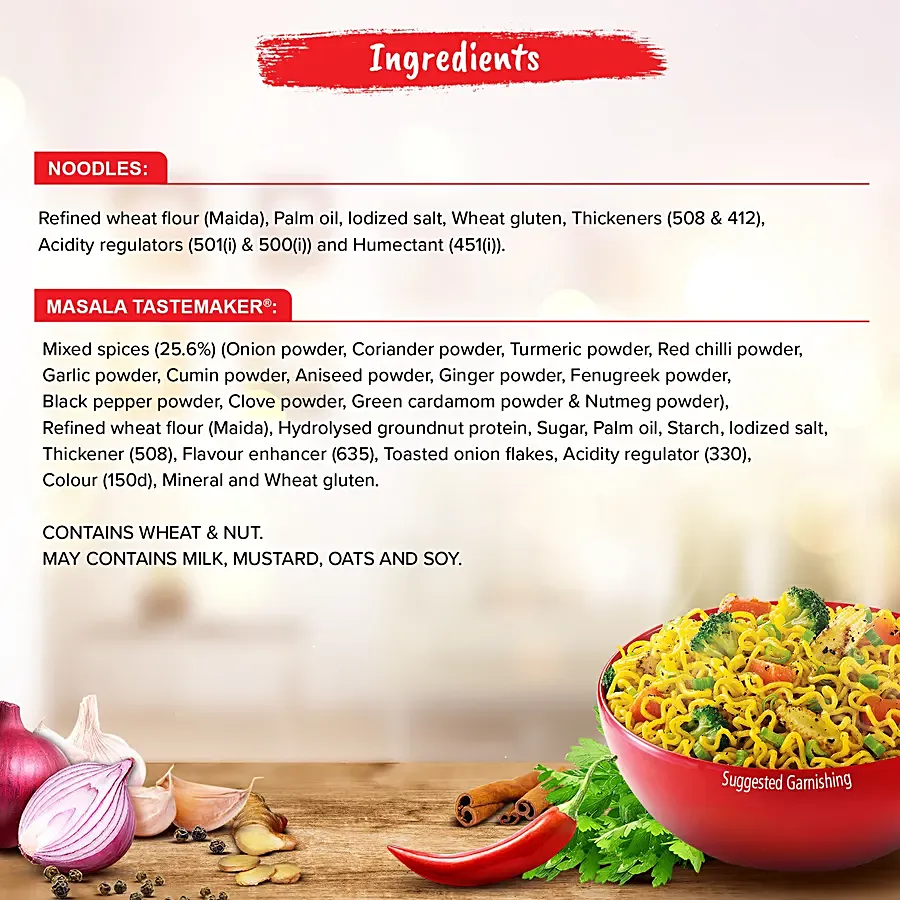 Ingredients
NOODLES:
Refined wheat flour (Maida), Palm oil, Iodized salt, Wheat gluten, Thickeners (508 & 412),
Acidity regulators (501(i) & 500(i)) and Humectant (451(i)).
MASALA TASTEMAKER®:
Mixed spices (25.6%) (Onion powder, Coriander powder, Turmeric powder, Red chilli powder,
Garlic powder, Cumin powder, Aniseed powder, Ginger powder, Fenugreek powder,
Black pepper powder, Clove powder, Green cardamom powder & Nutmeg powder),
Refined wheat flour (Maida), Hydrolysed groundnut protein, Sugar, Palm oil, Starch, Iodized salt,
Thickener (508), Flavour enhancer (635), Toasted onion flakes, Acidity regulator (330),
Colour (150d), Mineral and Wheat gluten.
CONTAINS WHEAT & NUT.
MAY CONTAINS MILK, MUSTARD, OATS AND SOY.
Suggested Garnishing